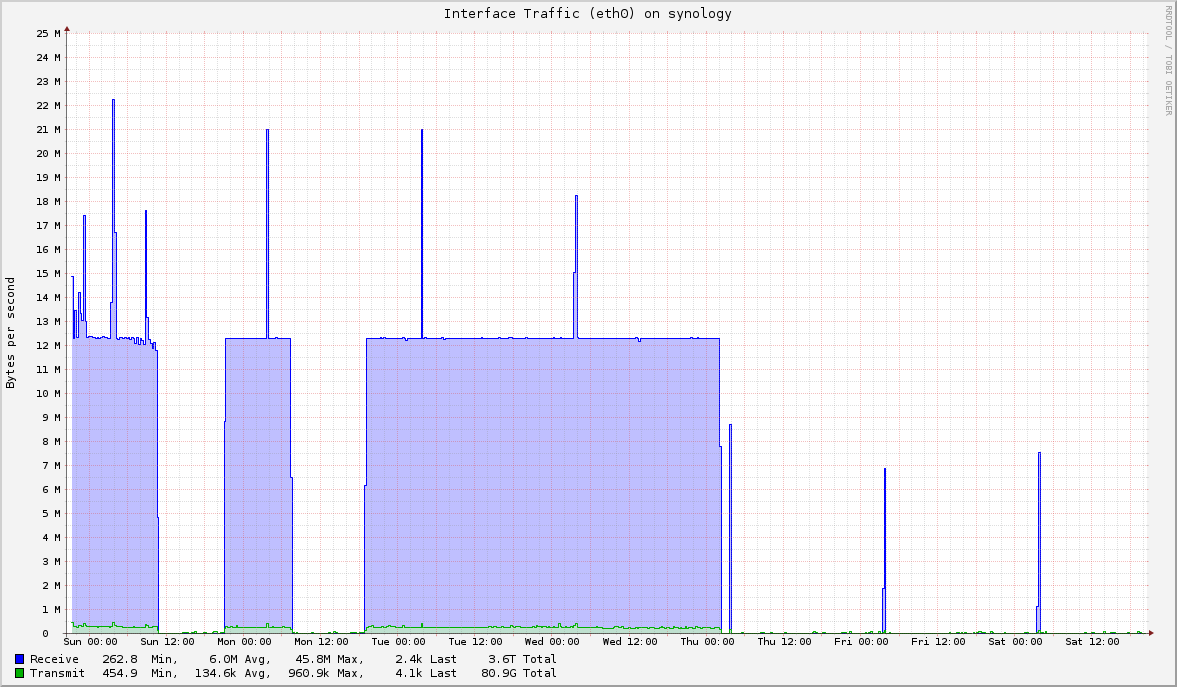 Interface Traffic (eth0) on synology
RRDTOOL / TOBI OETIKER
Bytes per second
25 M
24 M
23 M
22 M
21 M
20 M
19 M
18 M
17 M
16 M
15 M
14 M
13 M
12 M
11 M
10 M
9 M
8 M
7 M
6 M
5 M
4 M
3 M
2 M
1 M
0
Sun 00:00 Sun 12:00 Mon 00:00 Mon 12:00 Tue 00:00 Tue 12:00 Wed 00:00 Wed 12:00 Thu 00:00 Thu 12:00 Fri 00:00 Fri 12:00 Sat 00:00 Sat 12:00
Receive 262.8 Min, 6.0M Avg, 45.8M Max, 2.4k Last 3.6T Total
Transmit 454.9 Min, 134.6k Avg, 960.9k Max, 4.1k Last 80.9G Total